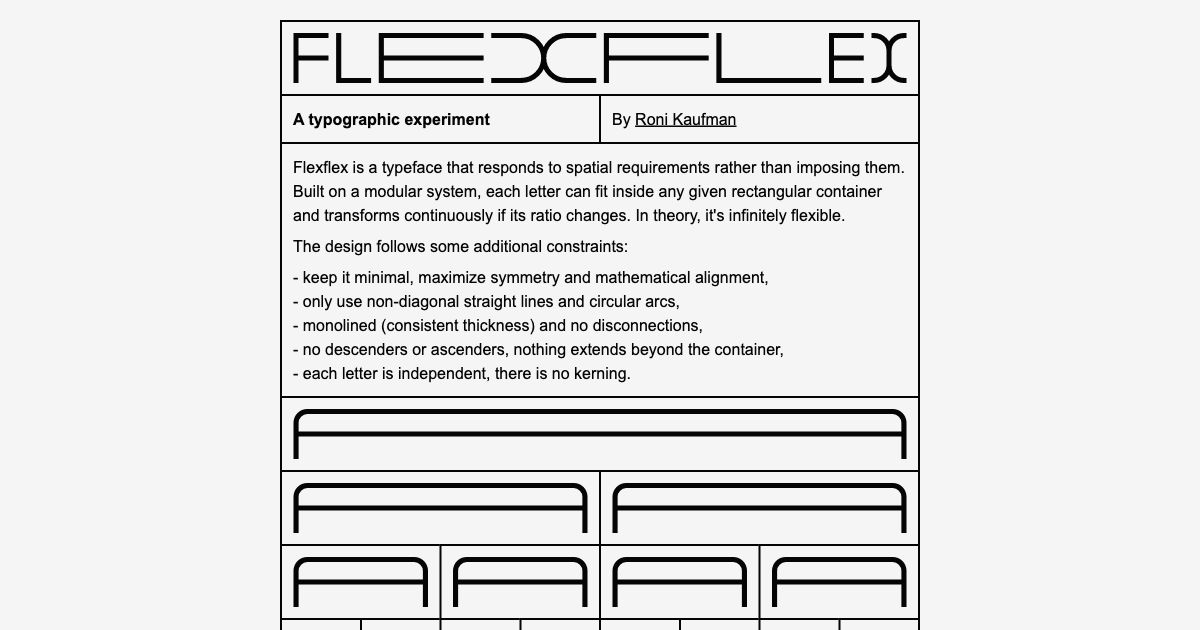 FLEXFLEX
A typographic experiment
By Roni Kaufman
Flexflex is a typeface that responds to spatial requirements rather than imposing them.
Built on a modular system, each letter can fit inside any given rectangular container
and transforms continuously if its ratio changes. In theory, it's infinitely flexible.
The design follows some additional constraints:
- keep it minimal, maximize symmetry and mathematical alignment,
- only use non-diagonal straight lines and circular arcs,
- monolined (consistent thickness) and no disconnections,
- no descenders or ascenders, nothing extends beyond the container,
- each letter is independent, there is no kerning.
A
A A
A A A A